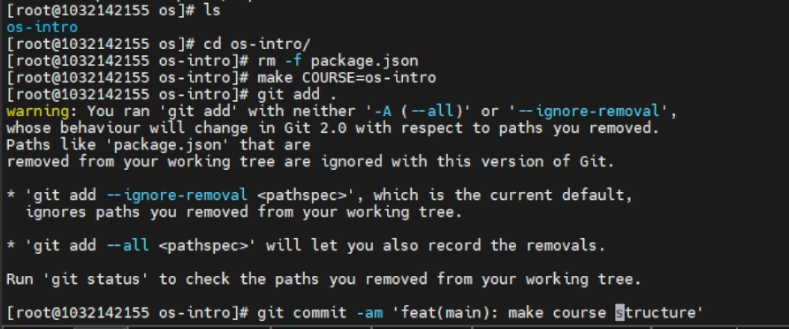 [root@1032142155 os]# ls
os-intro
[root@1032142155 os]# cd os-intro/
[root@1032142155 os-intro]# rm -f package.json
[root@1032142155 os-intro]# make COURSE=os-intro
[root@1032142155 os-intro]# git add .
warning: You ran 'git add' with neither '-A (--all)' or '--ignore-removal',
whose behaviour will change in Git 2.0 with respect to paths you removed.
Paths like 'package.json' that are
removed from your working tree are ignored with this version of Git.
* 'git add --ignore-removal <pathspec>', which is the current default,
ignores paths you removed from your working tree.
* 'git add --all <pathspec>' will let you also record the removals.
Run 'git status' to check the paths you removed from your working tree.
[root@1032142155 os-intro]# git commit -am 'feat(main): make course structure'